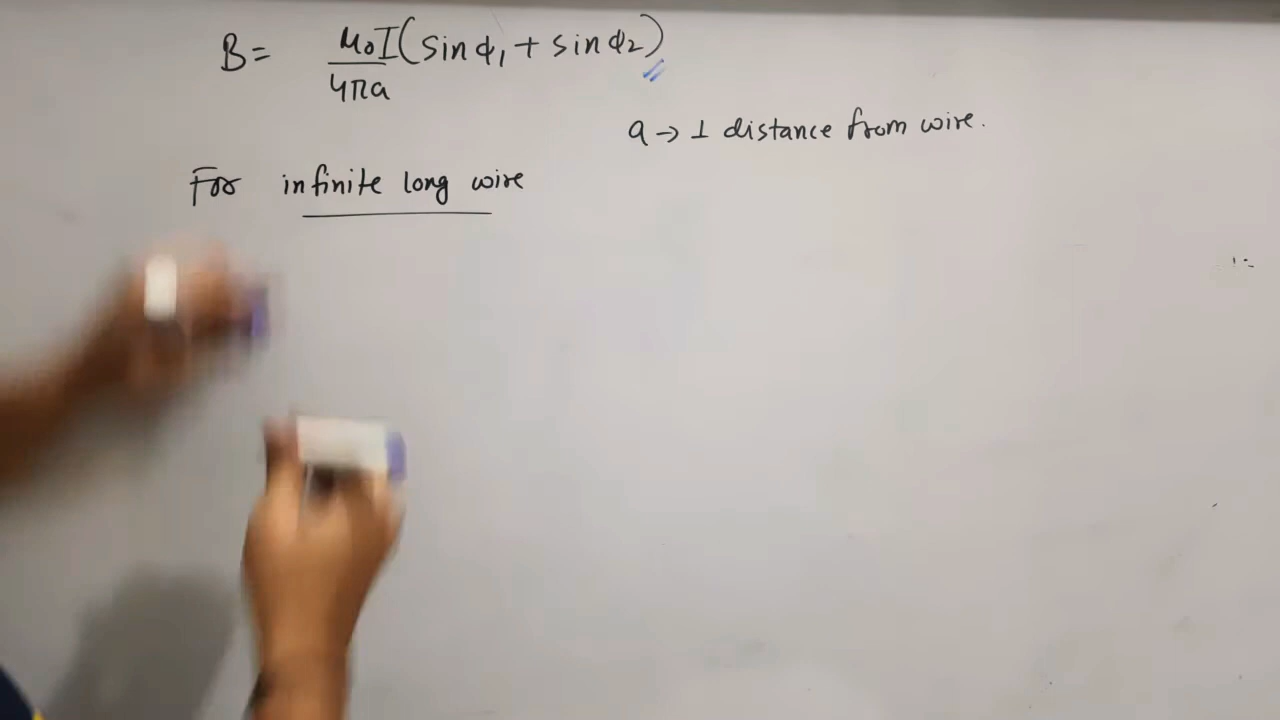 B = μ₀I/4πa (sin ϕ₁ + sin ϕ₂)
a → ⊥ distance from wire.
For infinite long wire